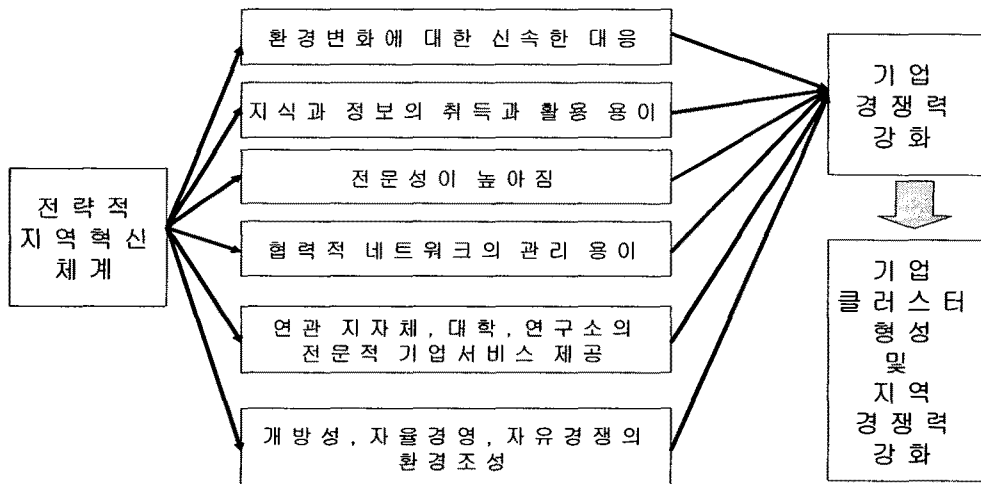 전략적
지역혁신
체계
환경변화에 대한 신속한 대응
지식과 정보의 취득과 활용 용이
전문성이 높아짐
협력적 네트워크의 관리 용이
연관 지자체, 대학, 연구소의
전문적 기업서비스 제공
개방성, 자율경영, 자유경쟁의
환경조성
기업
경쟁력
강화
기업
클러스터
형성
및
지역
경쟁력
강화